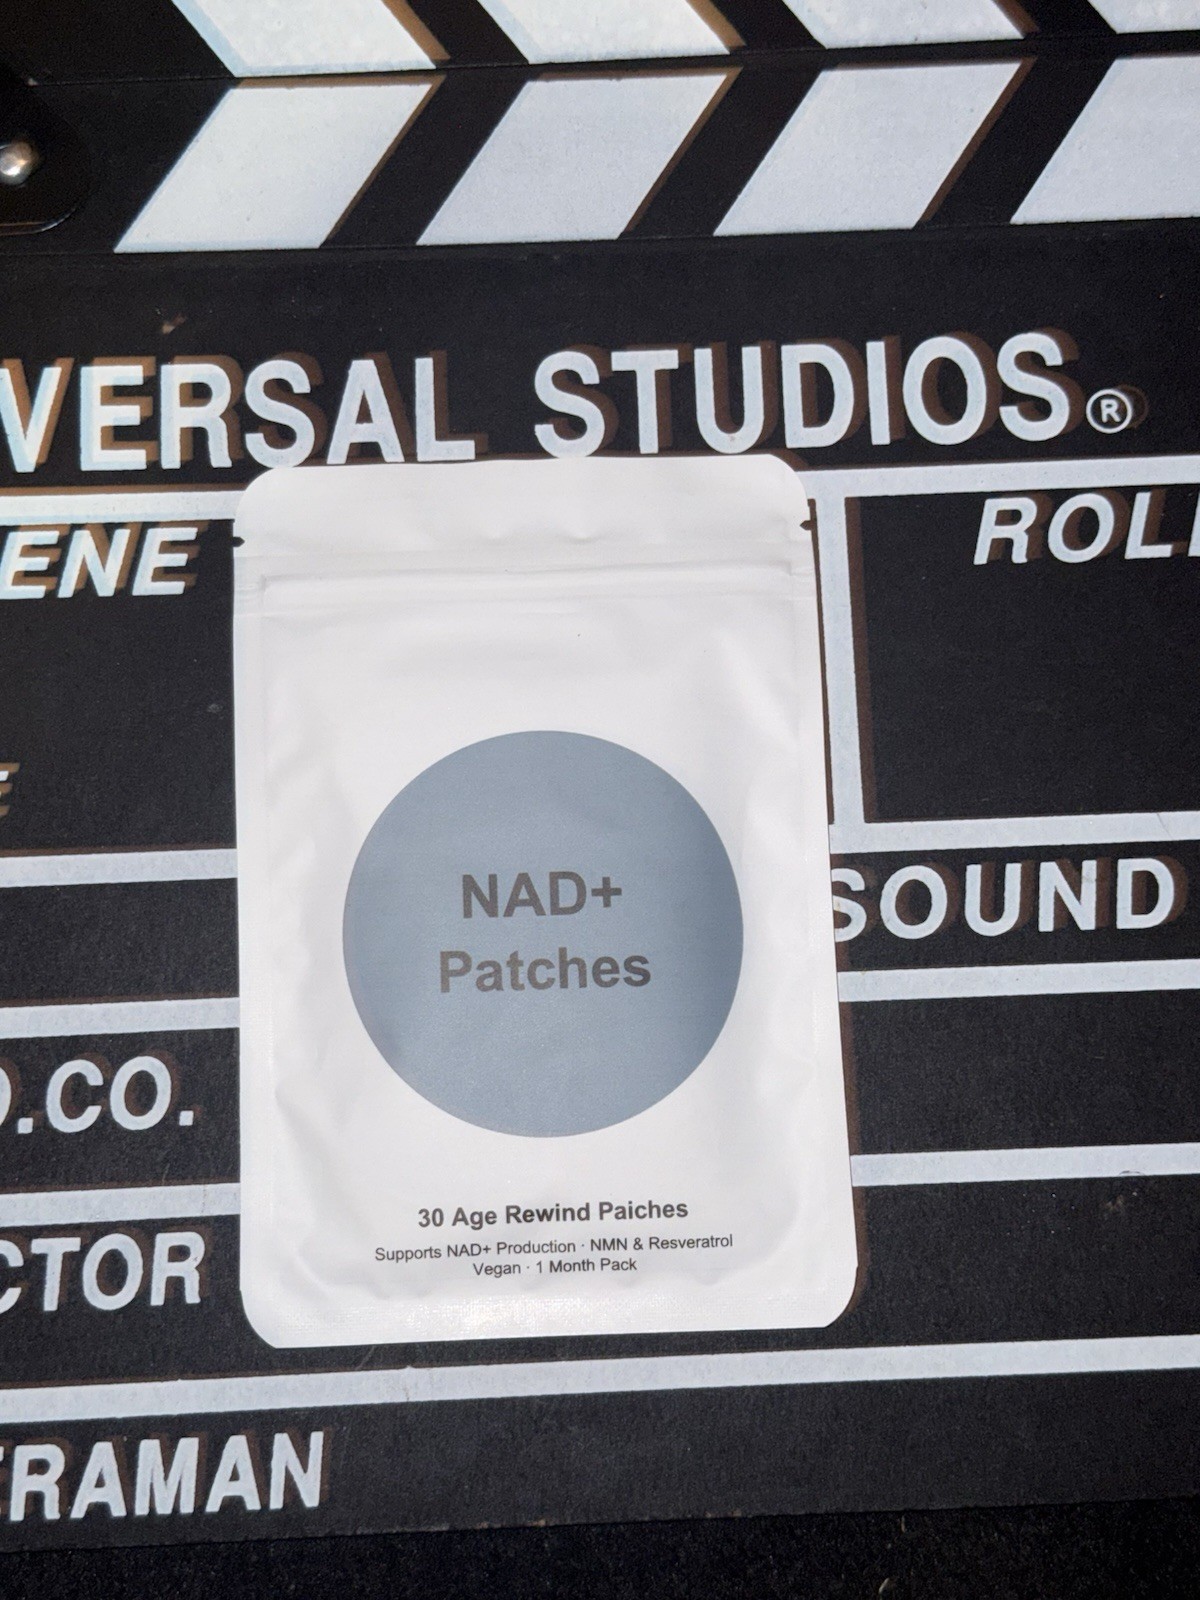 VERSAL STUDIOS®
ENE
ROLL
E
NAD+
Patches
SOUND
O.CO.
CTOR
30 Age Rewind Paiches
Supports NAD+ Production · NMN & Resveratrol
Vegan · 1 Month Pack
ERAMAN